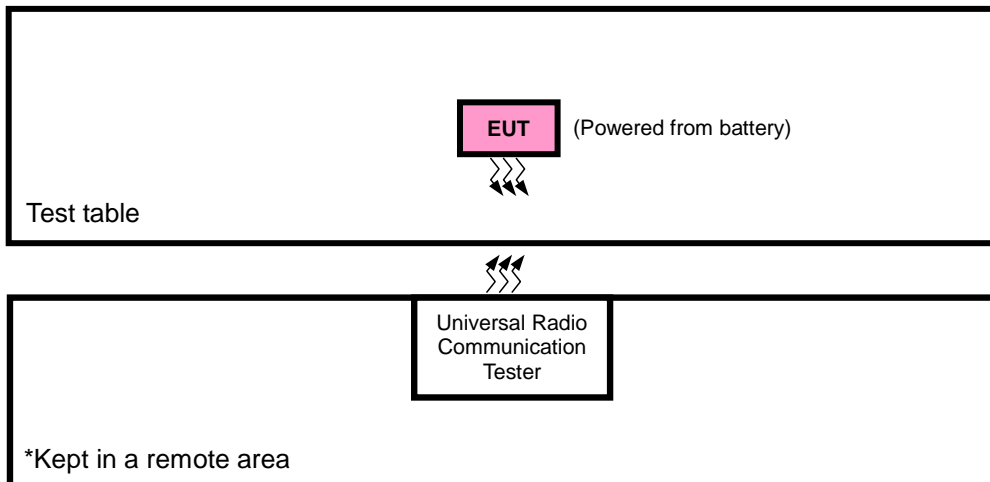 EUT
(Powered from battery)
Test table
Universal Radio
Communication
Tester
*Kept in a remote area